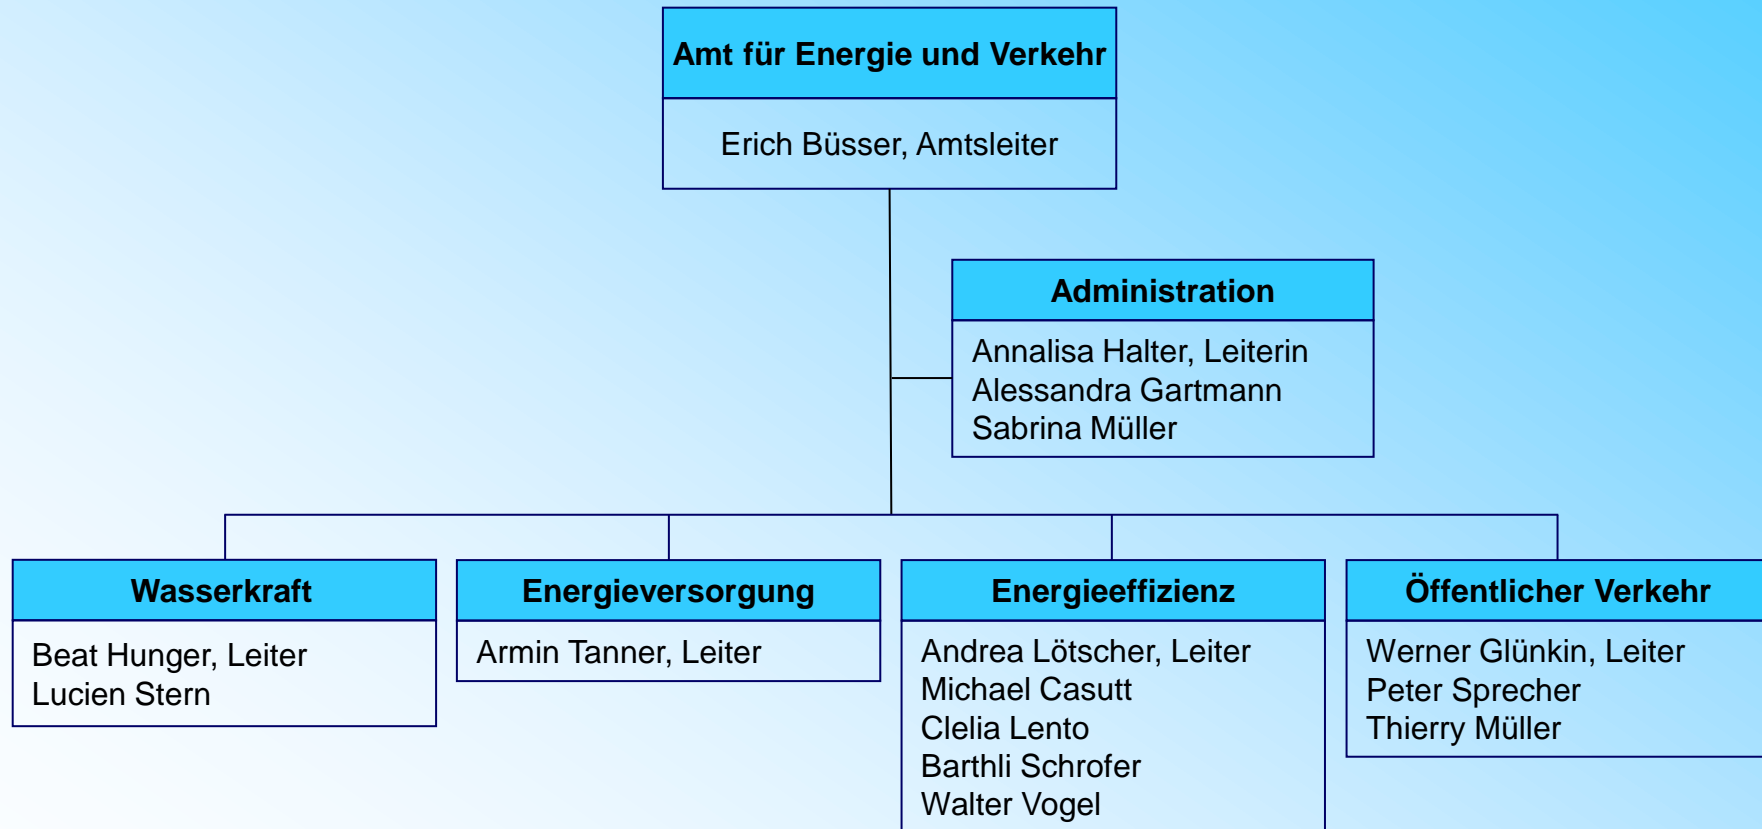 Amt für Energie und Verkehr
Erich Büsser, Amtsleiter
Administration
Annalisa Halter, Leiterin
Alessandra Gartmann
Sabrina Müller
Wasserkraft
Beat Hunger, Leiter
Lucien Stern
Energieversorgung
Armin Tanner, Leiter
Energieeffizienz
Andrea Lötscher, Leiter
Michael Casutt
Clelia Lento
Barthli Schrofer
Walter Vogel
Öffentlicher Verkehr
Werner Glünkin, Leiter
Peter Sprecher
Thierry Müller